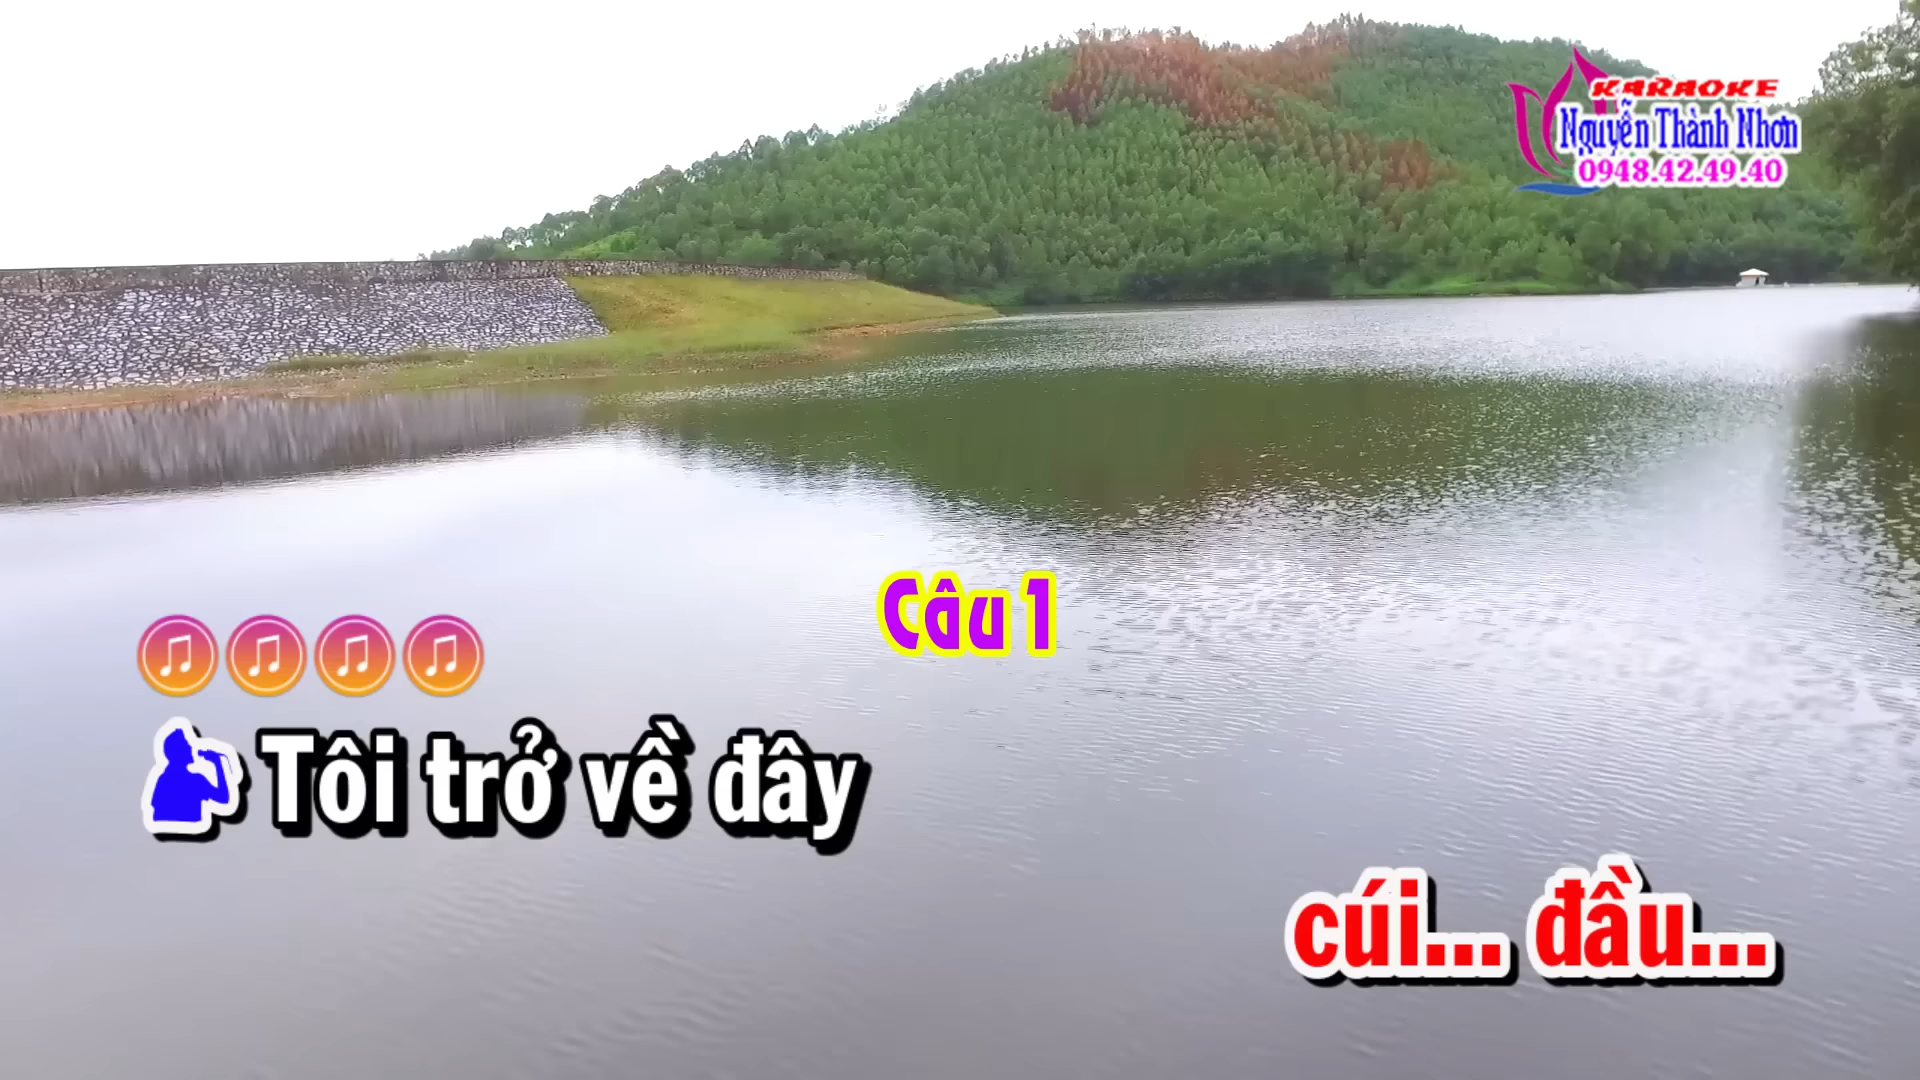 KARAOKE
Nguyễn Thành Nhơn
0948.42.49.40
Câu 1
Tôi trở về đây
cúi... đầu...